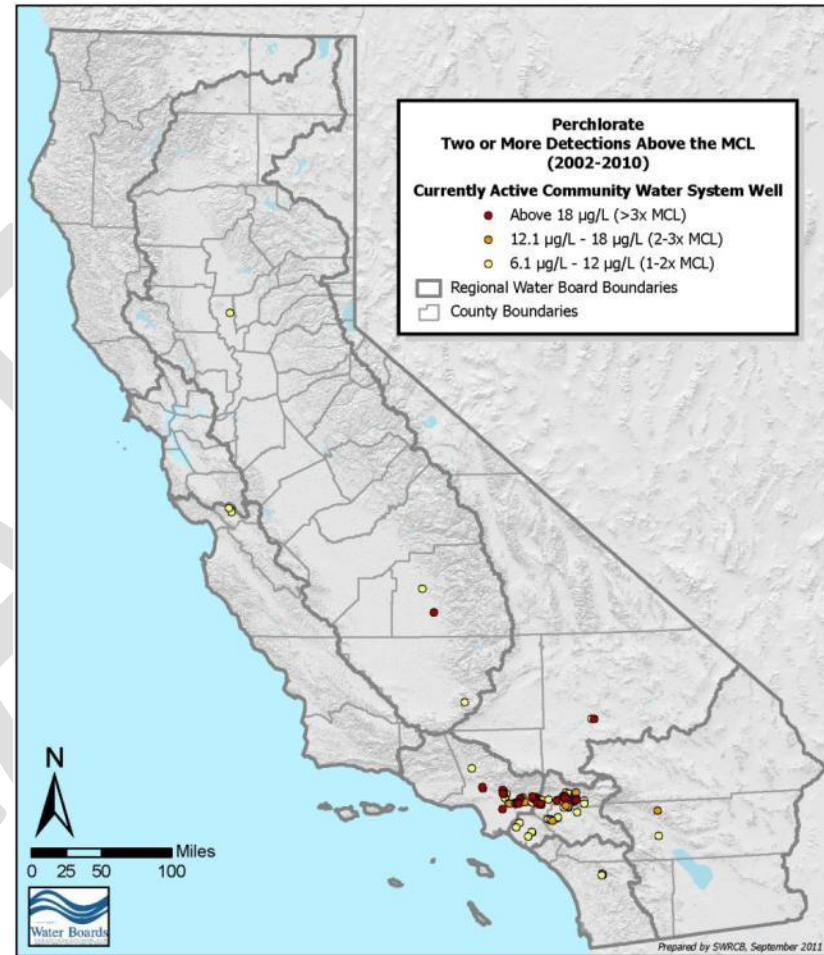 Perchlorate
Two or More Detections Above the MCL
(2002-2010)
Currently Active Community Water System Well
Above 18 µg/L (>3x MCL)
12.1 µg/L - 18 µg/L (2-3x MCL)
6.1 µg/L - 12 µg/L (1-2x MCL)
Regional Water Board Boundaries
County Boundaries
N
Miles
0 25 50 100
Water Boards
Prepared by SWRCB, September 2011